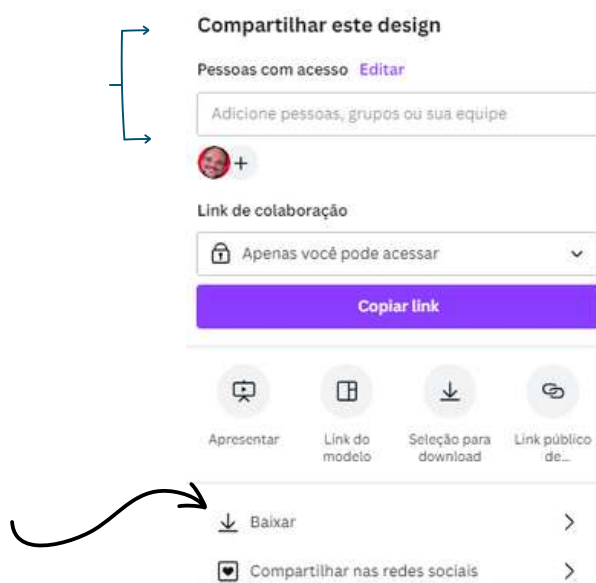 Compartilhar este design
Pessoas com acesso Editar
Adicione pessoas, grupos ou sua equipe
+
Link de colaboração
Apenas você pode acessar
Copiar link
Apresentar
Link do
modelo
Seleção para
download
Link público
de...
Baixar
Compartilhar nas redes sociais